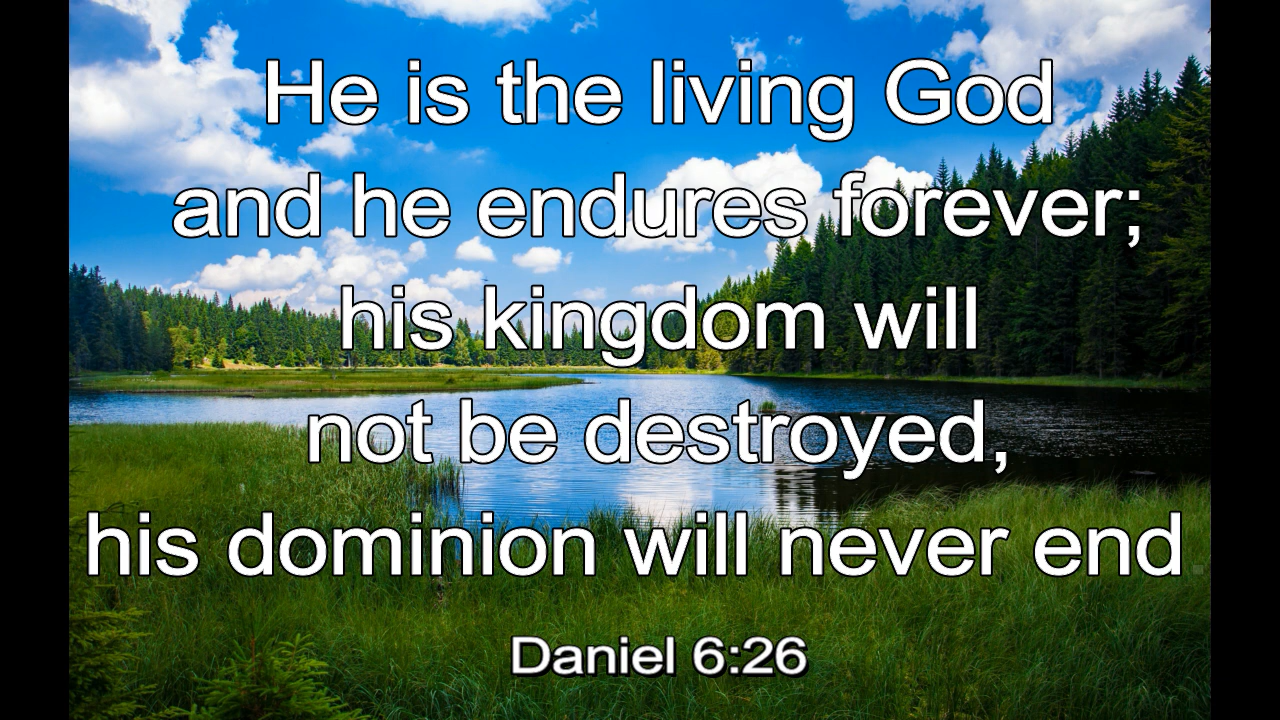 He is the living God
and he endures forever;
his kingdom will
not be destroyed,
his dominion will never end
Daniel 6:26